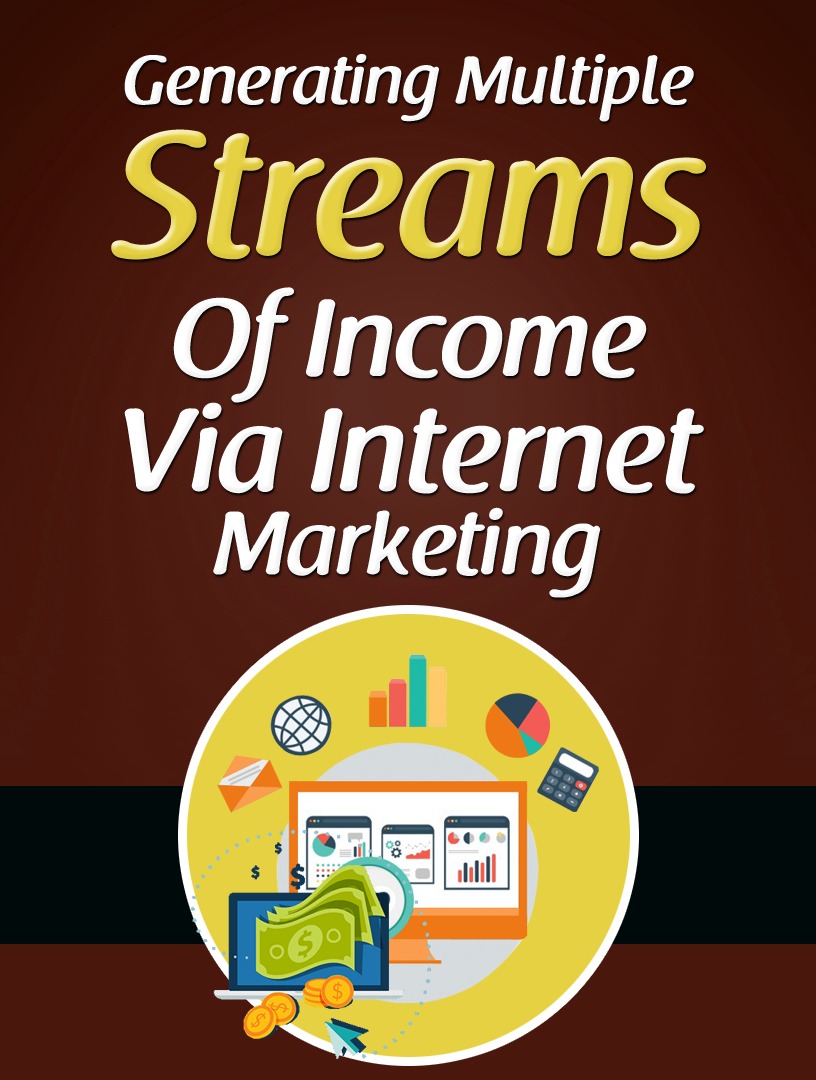 Generating Multiple
Streams
Of Income
Via Internet
Marketing
$
$
$
$
$
$
$